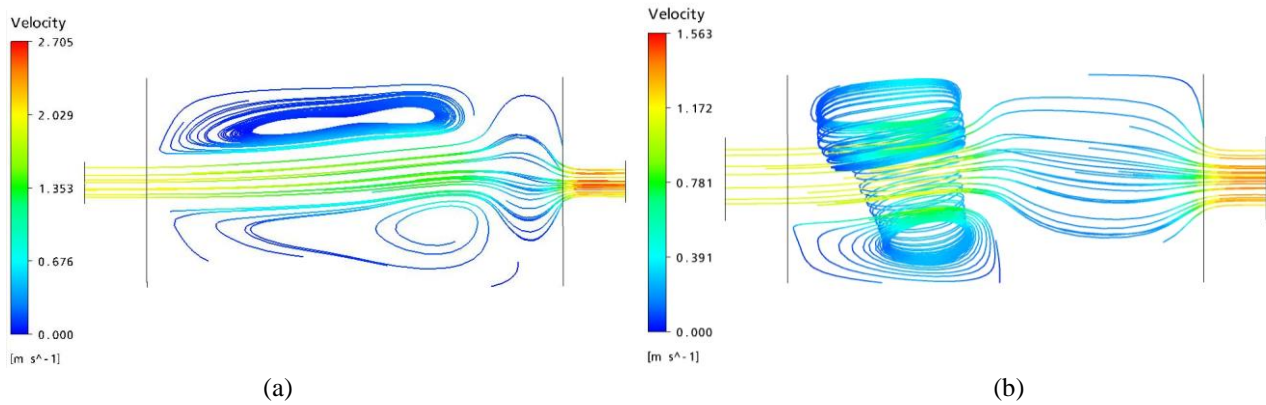 Velocity
2.705
2.029
1.353
0.676
0.000
[m s^-1]
(a)
Velocity
1.563
1.172
0.781
0.391
0.000
[m s^-1]
(b)